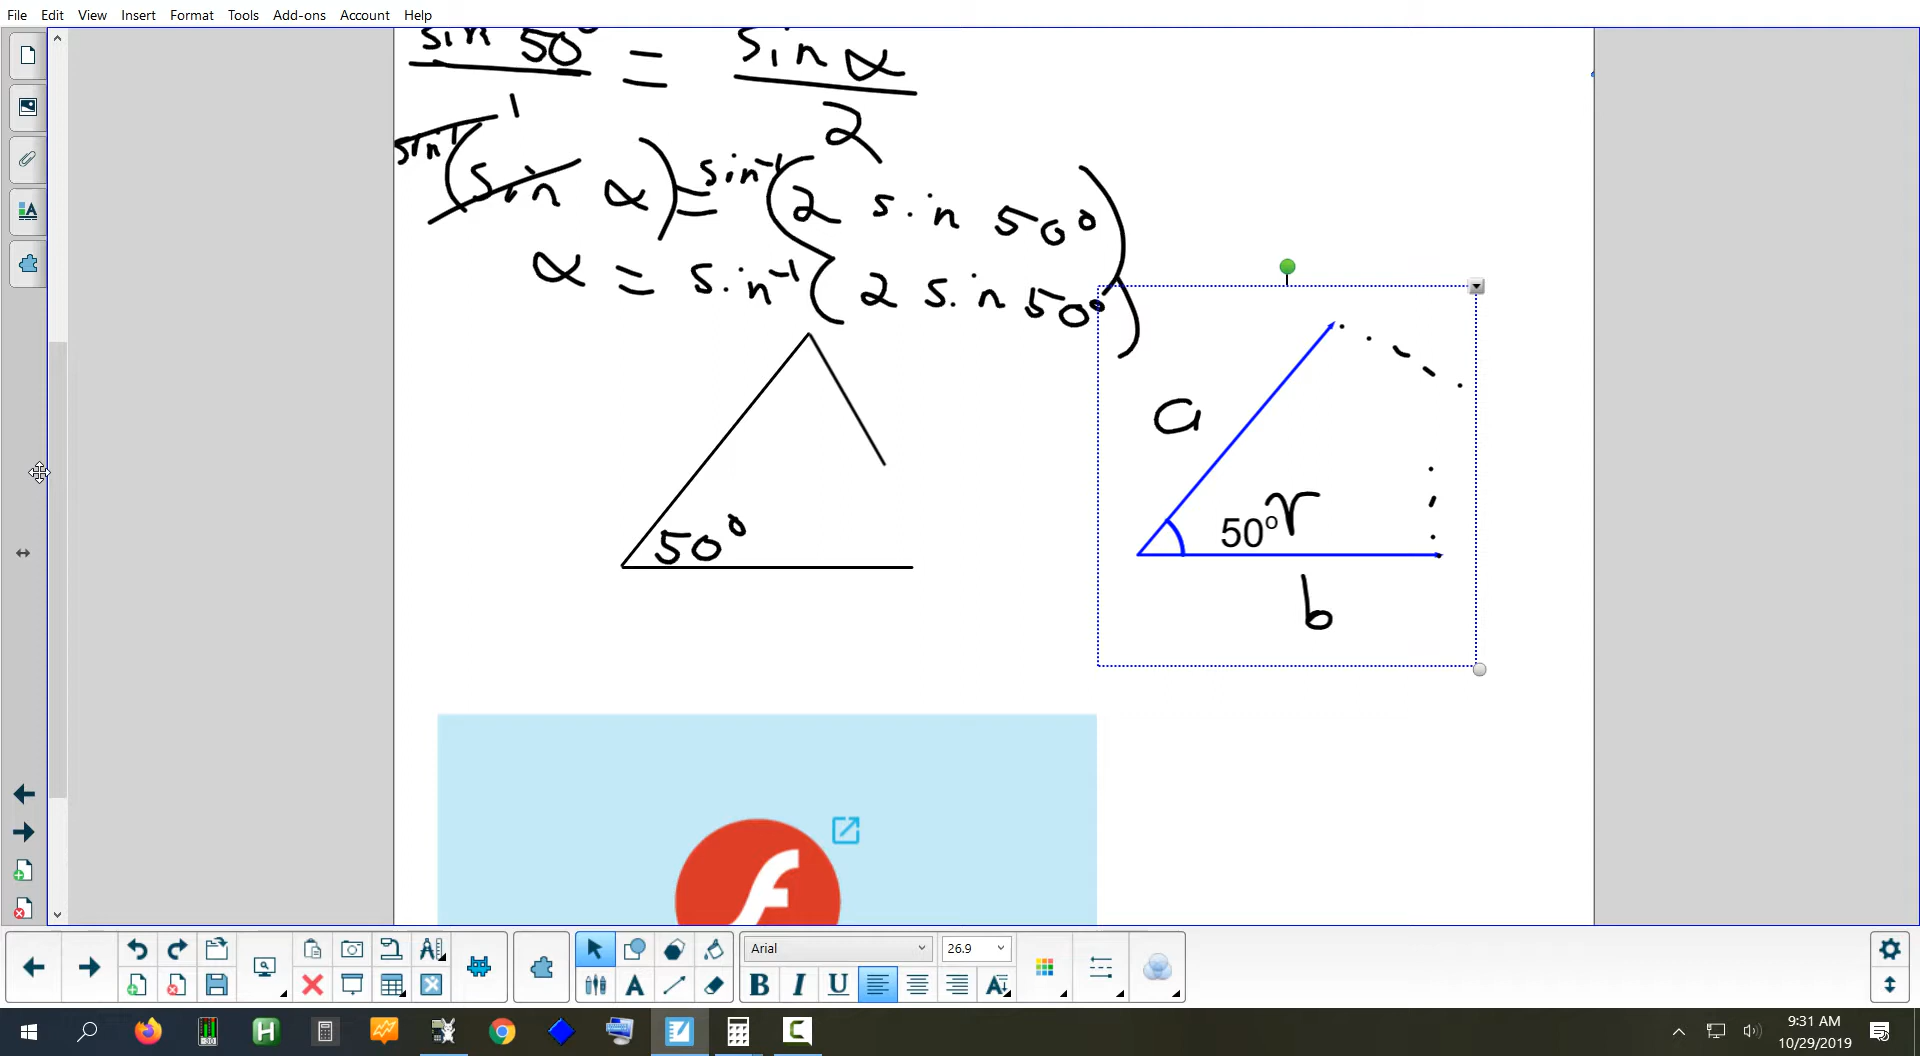 File Edit View Insert Format Tools Add-ons Account Help
sin 50° = sin α
1 2
sin⁻¹(sin α) = sin⁻¹(2 sin 50°)
α = sin⁻¹(2 sin 50°)
a
50° 50° γ
b
Arial 26.9
B I U A
9:31 AM
10/29/2019